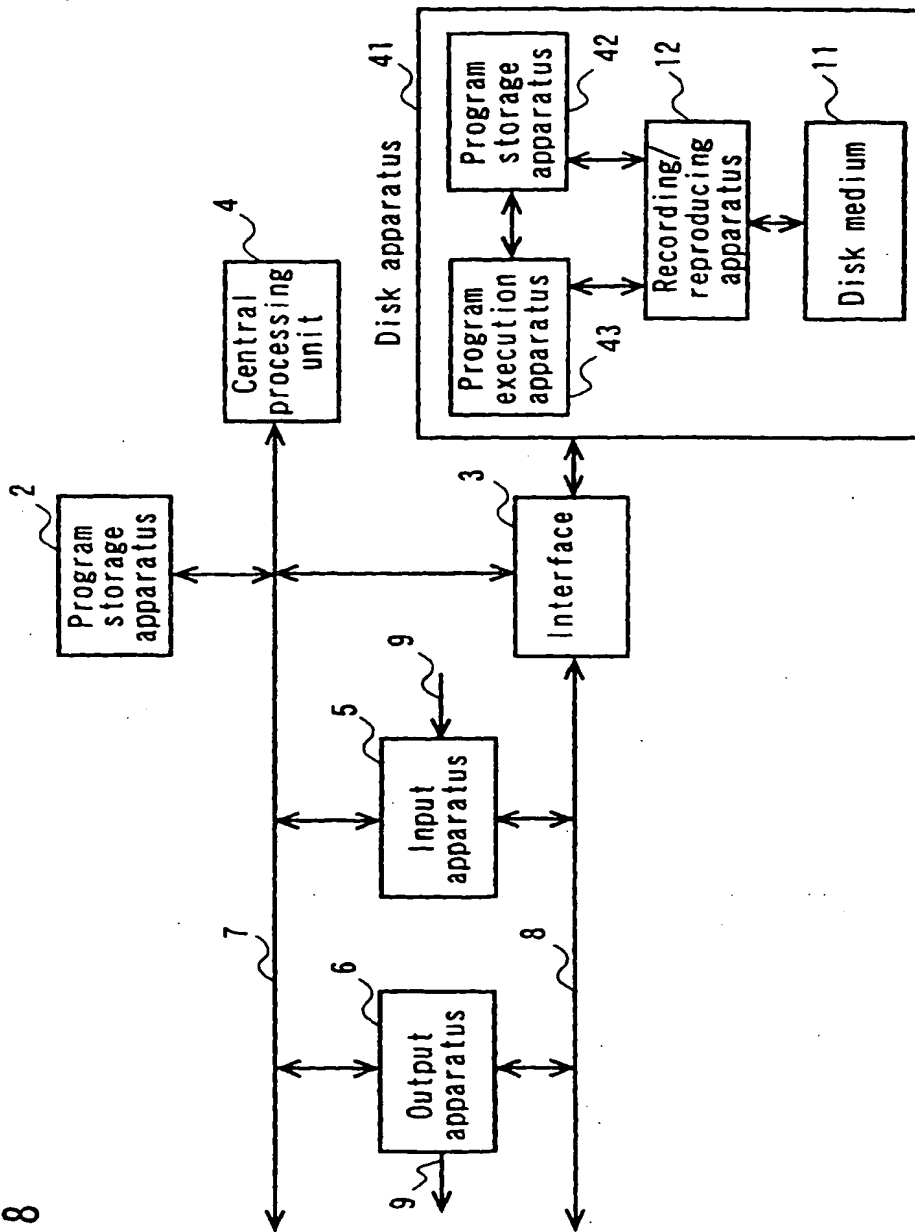 8
2
Program
storage
apparatus
4
Central
processing
unit
7
6
Output
apparatus
9
5
Input
apparatus
9
3
Interface
8
Disk apparatus
41
Program
execution
apparatus
43
Program
storage
apparatus
42
Recording/
reproducing
apparatus
12
Disk medium
11